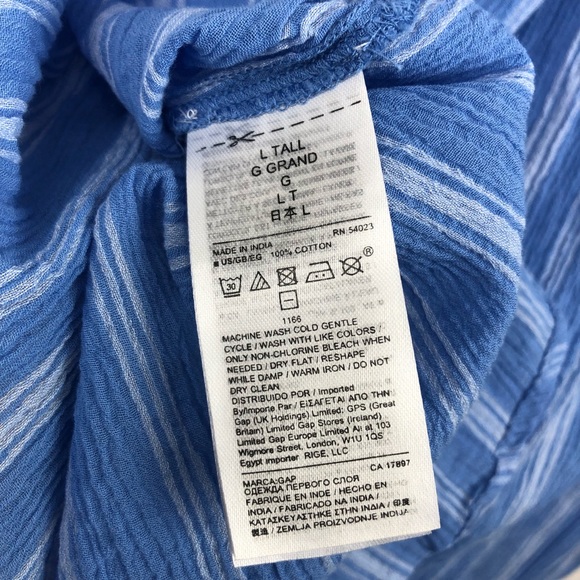 L TALL
G GRAND
G
L T
日本 L
MADE IN INDIA RN 54023
■ US/GB/EG 100% COTTON
30
1166
MACHINE WASH COLD GENTLE
CYCLE / WASH WITH LIKE COLORS /
ONLY NON-CHLORINE BLEACH WHEN
NEEDED / DRY FLAT / RESHAPE
WHILE DAMP / WARM IRON / DO NOT
DRY CLEAN
DISTRIBUIDO POR / Imported
By/Importe Par / ΕΙΣΑΓΕΤΑΙ ΑΠΟ ΤΗΝ
Gap (UK Holdings) Limited: GPS (Great
Britain) Limited Gap Stores (Ireland)
Limited Gap Europe Limited All at 103
Wigmore Street, London, W1U 1QS
Egypt importer RIGE, LLC
MARCA:GAP CA 17897
ОДЕЖДА ПЕРВОГО СЛОЯ
FABRIQUE EN INDE / HECHO EN
INDIA / FABRICADO NA INDIA /
ΚΑΤΑΣΚΕΥΑΣΤΗΚΕ ΣΤΗΝ INDIA / 印度
製造 / ZEMLJA PROIZVODNJE INDIJA